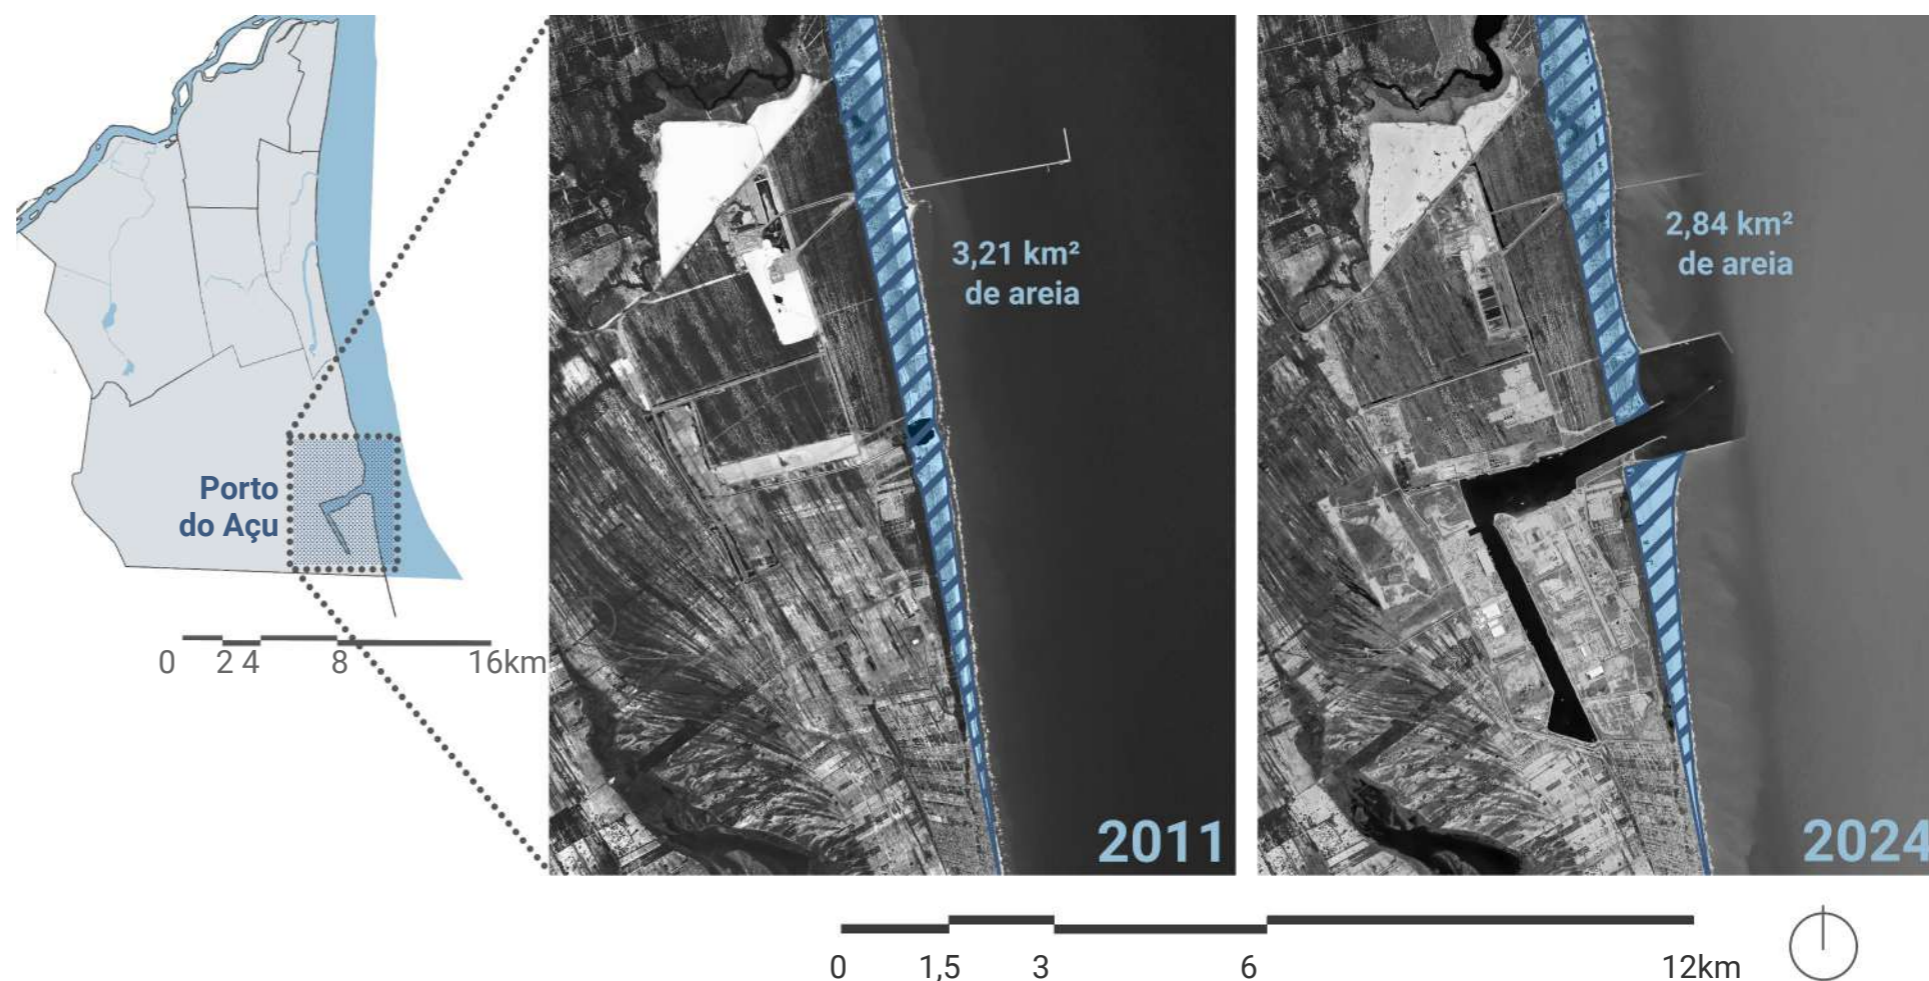 Porto
do Açu
0 2 4 8 16km
3,21 km²
de areia
2011
2,84 km²
de areia
2024
0 1,5 3 6 12km